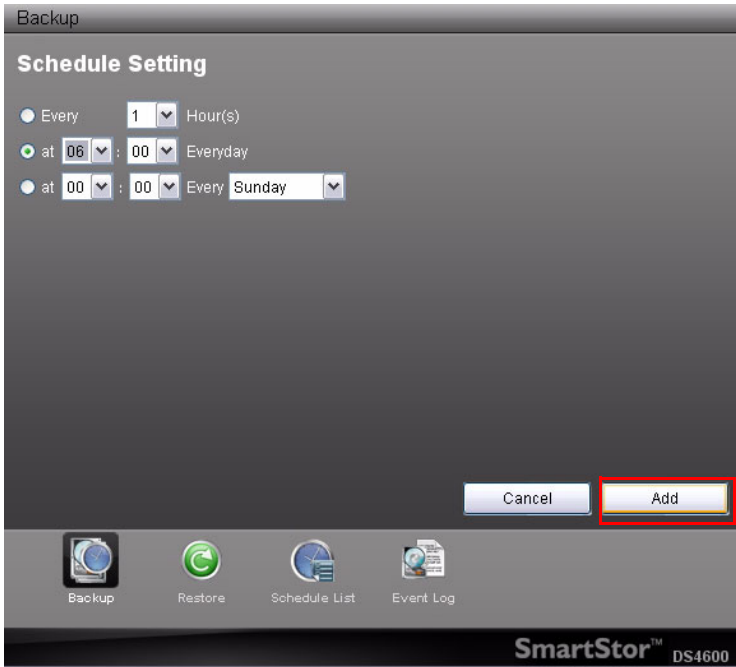 Backup
Schedule Setting
Every 1 Hour(s)
at 06 : 00 Everyday
at 00 : 00 Every Sunday
Cancel Add
Backup Restore Schedule List Event Log
SmartStor™ DS4600